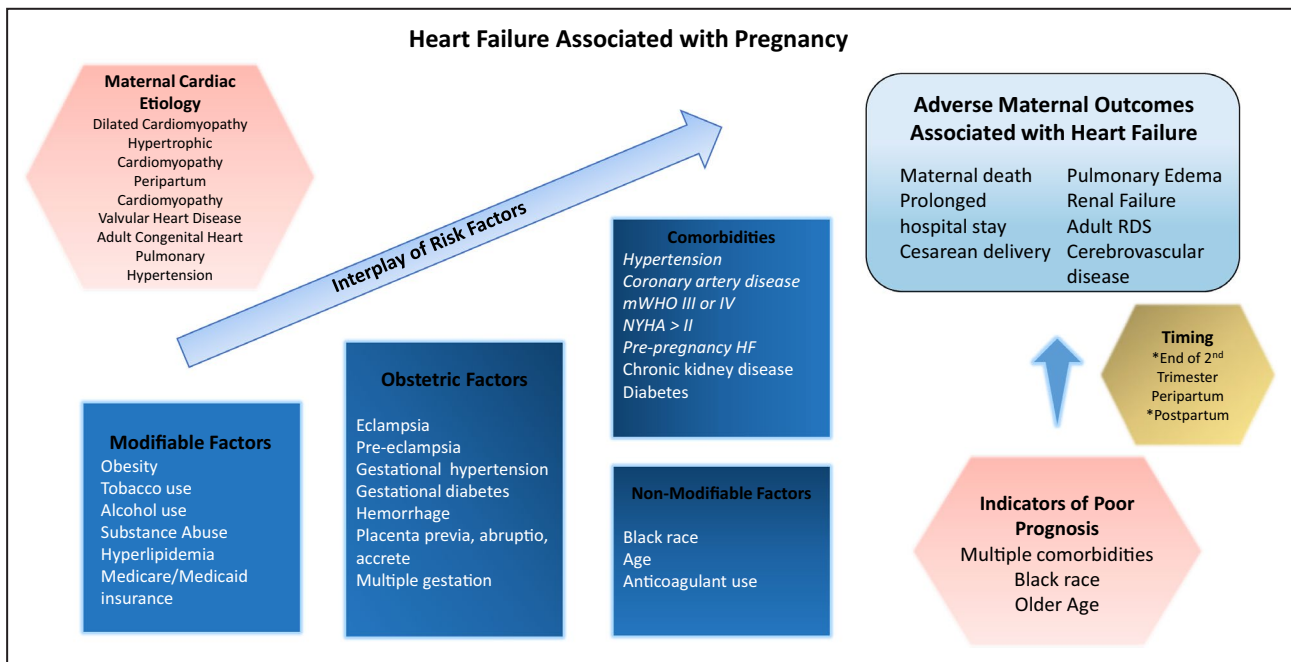 Heart Failure Associated with Pregnancy
Maternal Cardiac
Etiology
Dilated Cardiomyopathy
Hypertrophic
Cardiomyopathy
Peripartum
Cardiomyopathy
Valvular Heart Disease
Adult Congenital Heart
Pulmonary
Hypertension
Interplay of Risk Factors
Modifiable Factors
Obesity
Tobacco use
Alcohol use
Substance Abuse
Hyperlipidemia
Medicare/Medicaid
insurance
Obstetric Factors
Eclampsia
Pre-eclampsia
Gestational hypertension
Gestational diabetes
Hemorrhage
Placenta previa, abruptio,
accrete
Multiple gestation
Comorbidities
Hypertension
Coronary artery disease
mWHO III or IV
NYHA > II
Pre-pregnancy HF
Chronic kidney disease
Diabetes
Non-Modifiable Factors
Black race
Age
Anticoagulant use
Adverse Maternal Outcomes
Associated with Heart Failure
Maternal death
Prolonged
hospital stay
Cesarean delivery
Pulmonary Edema
Renal Failure
Adult RDS
Cerebrovascular
disease
Timing
*End of 2nd
Trimester
Peripartum
*Postpartum
Indicators of Poor
Prognosis
Multiple comorbidities
Black race
Older Age